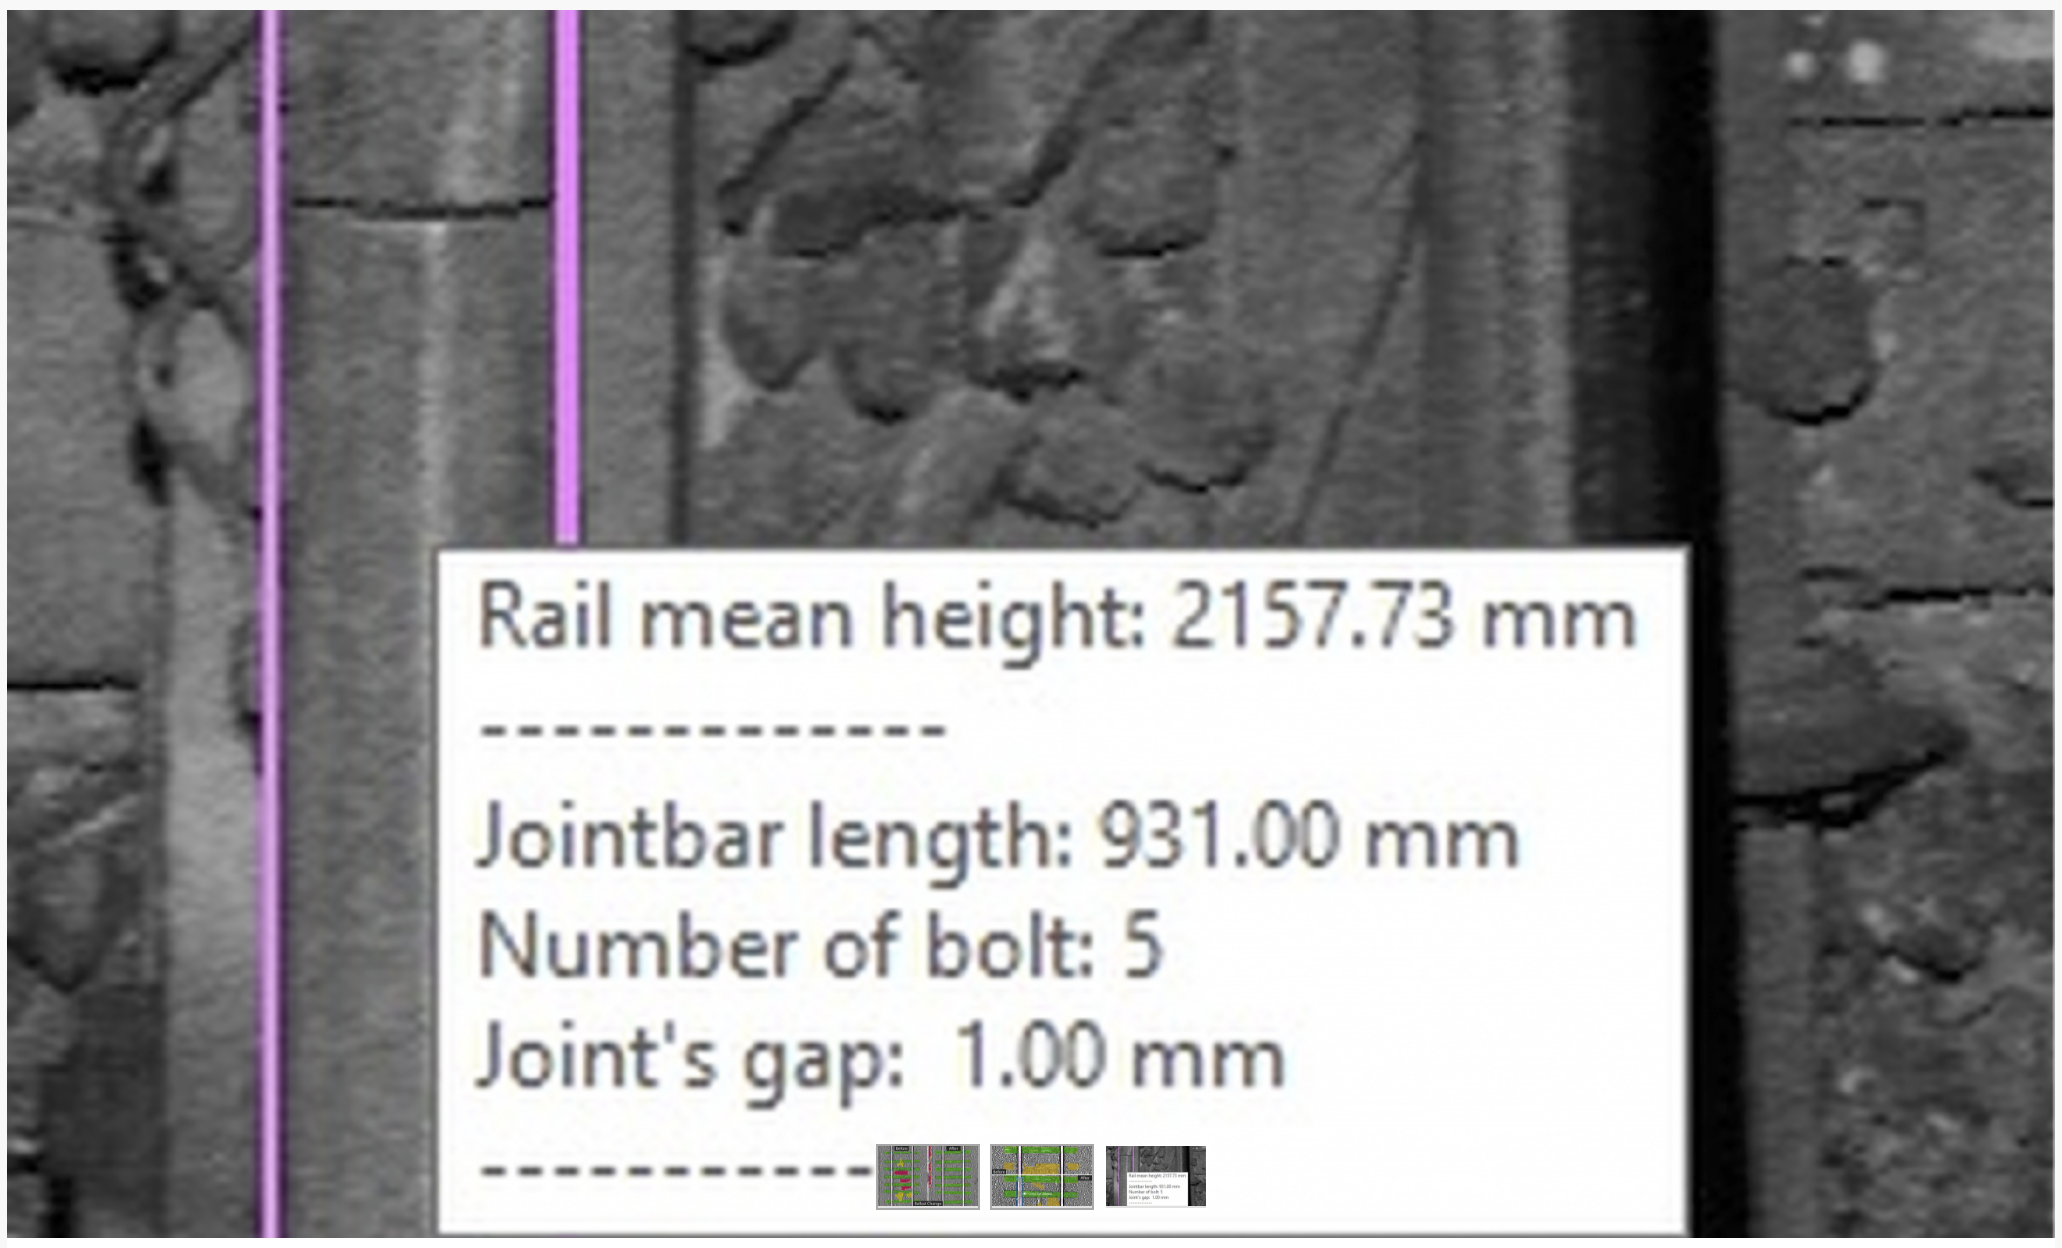 Rail mean height: 2157.73 mm
--------------
Jointbar length: 931.00 mm
Number of bolt: 5
Joint's gap:  1.00 mm
------------